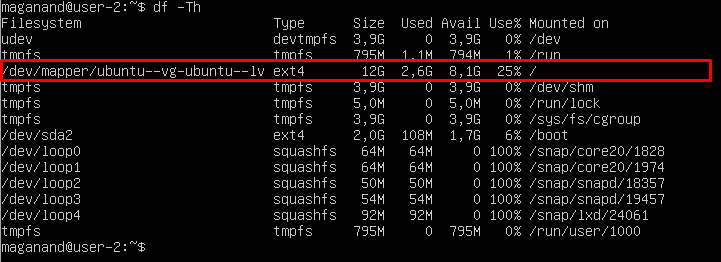 maganand@user-2:~$ df -Th
Filesystem Type Size Used Avail Use% Mounted on
udev devtmpfs 3,9G 0 3,9G 0% /dev
tmpfs tmpfs 795M 1,1M 794M 1% /run
/dev/mapper/ubuntu--vg-ubuntu--lv ext4 12G 2,6G 8,1G 25% /
tmpfs tmpfs 3,9G 0 3,9G 0% /dev/shm
tmpfs tmpfs 5,0M 0 5,0M 0% /run/lock
tmpfs tmpfs 3,9G 0 3,9G 0% /sys/fs/cgroup
/dev/sda2 ext4 2,0G 108M 1,7G 6% /boot
/dev/loop0 squashfs 64M 64M 0 100% /snap/core20/1828
/dev/loop1 squashfs 64M 64M 0 100% /snap/core20/1974
/dev/loop2 squashfs 50M 50M 0 100% /snap/snapd/18357
/dev/loop3 squashfs 54M 54M 0 100% /snap/snapd/19457
/dev/loop4 squashfs 92M 92M 0 100% /snap/lxd/24061
tmpfs tmpfs 795M 0 795M 0% /run/user/1000
maganand@user-2:~$